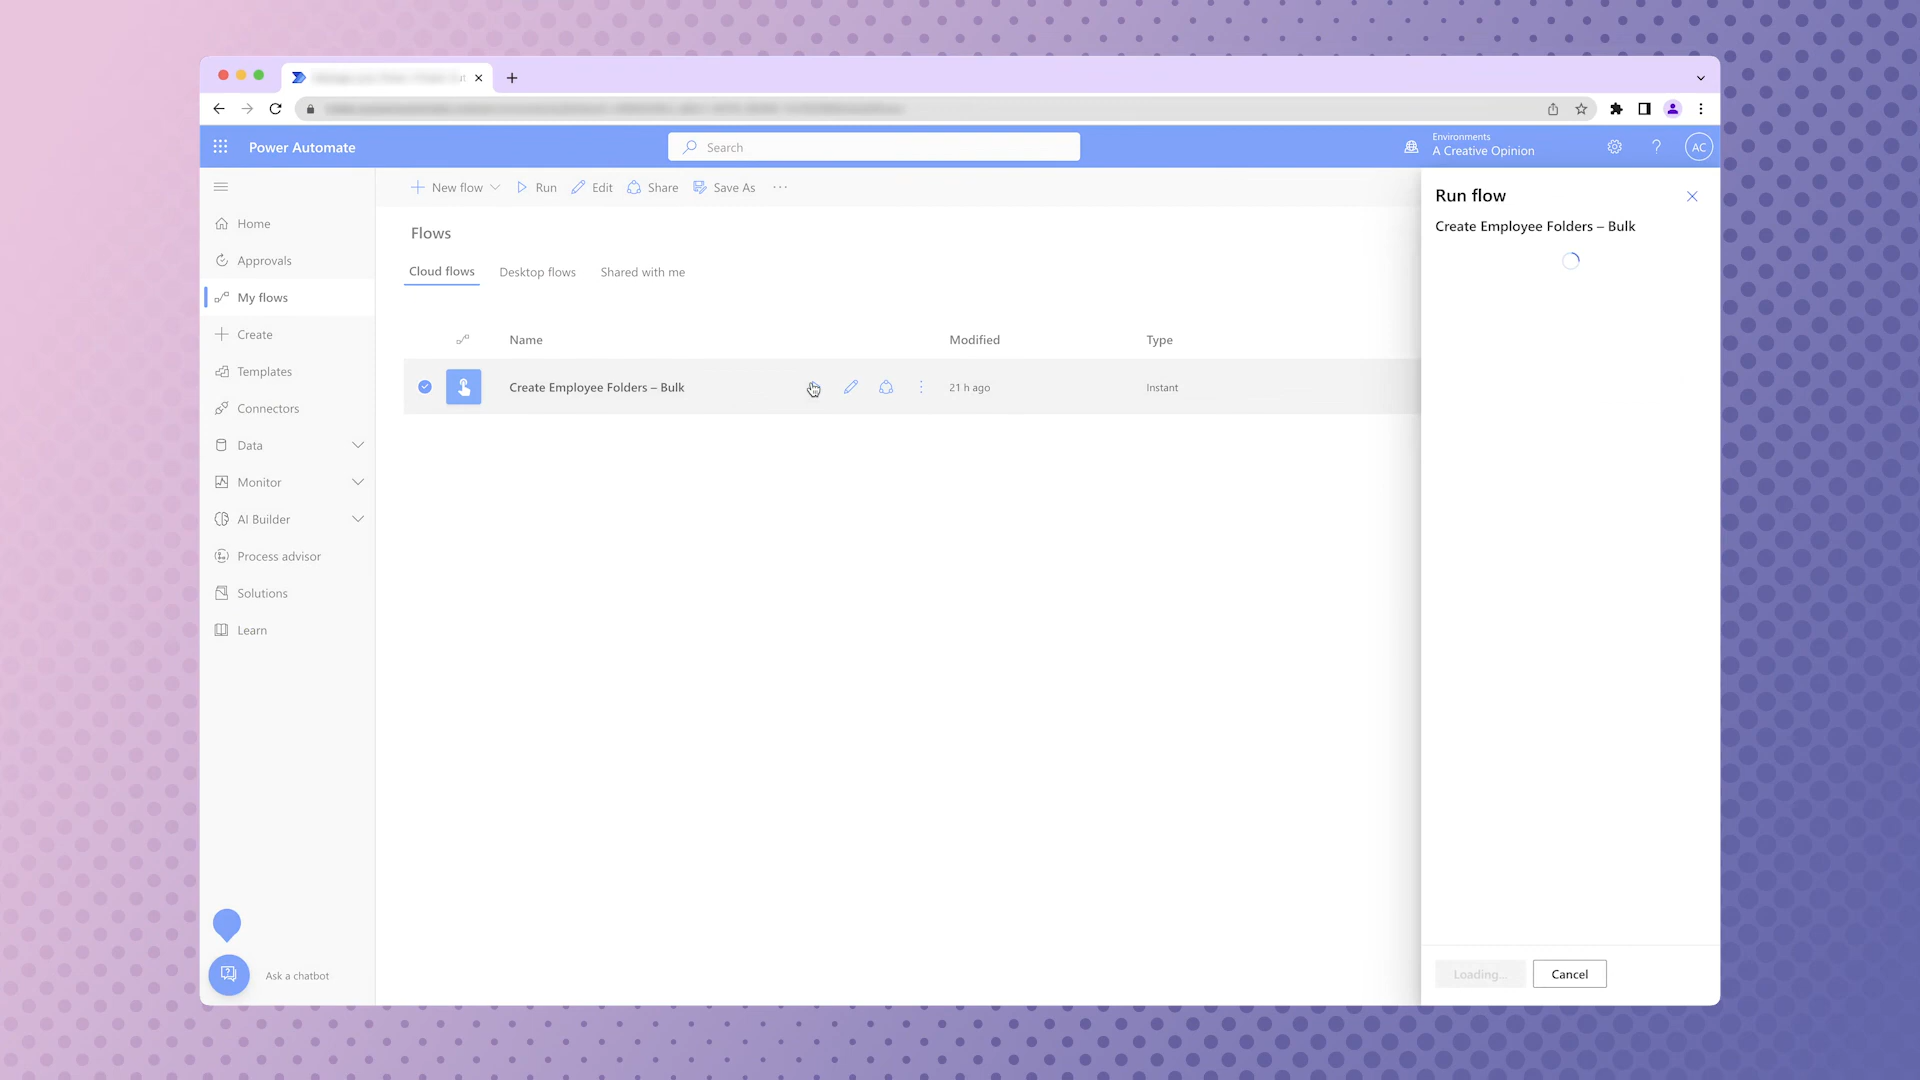 Power Automate
Search
Environments
A Creative Opinion
AC
Home
Approvals
My flows
Create
Templates
Connectors
Data
Monitor
AI Builder
Process advisor
Solutions
Learn
Ask a chatbot
New flow
Run
Edit
Share
Save As
Flows
Cloud flows
Desktop flows
Shared with me
Name
Modified
Type
Create Employee Folders – Bulk
21 h ago
Instant
Run flow
Create Employee Folders – Bulk
Loading...
Cancel